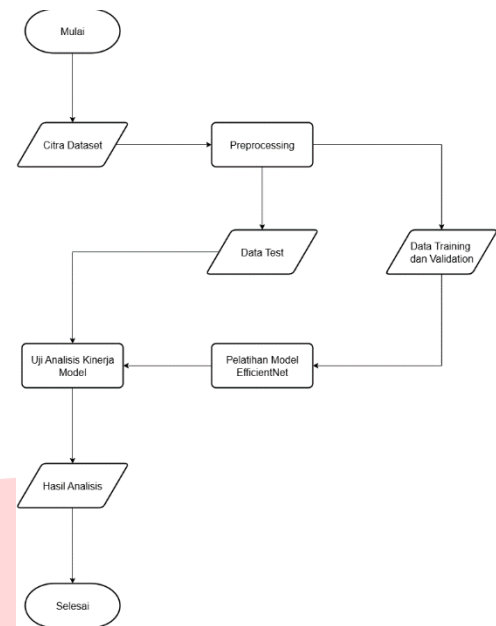 Mulai
Citra Dataset
Preprocessing
Data Test
Data Training
dan Validation
Uji Analisis Kinerja
Model
Pelatihan Model
EfficientNet
Hasil Analisis
Selesai